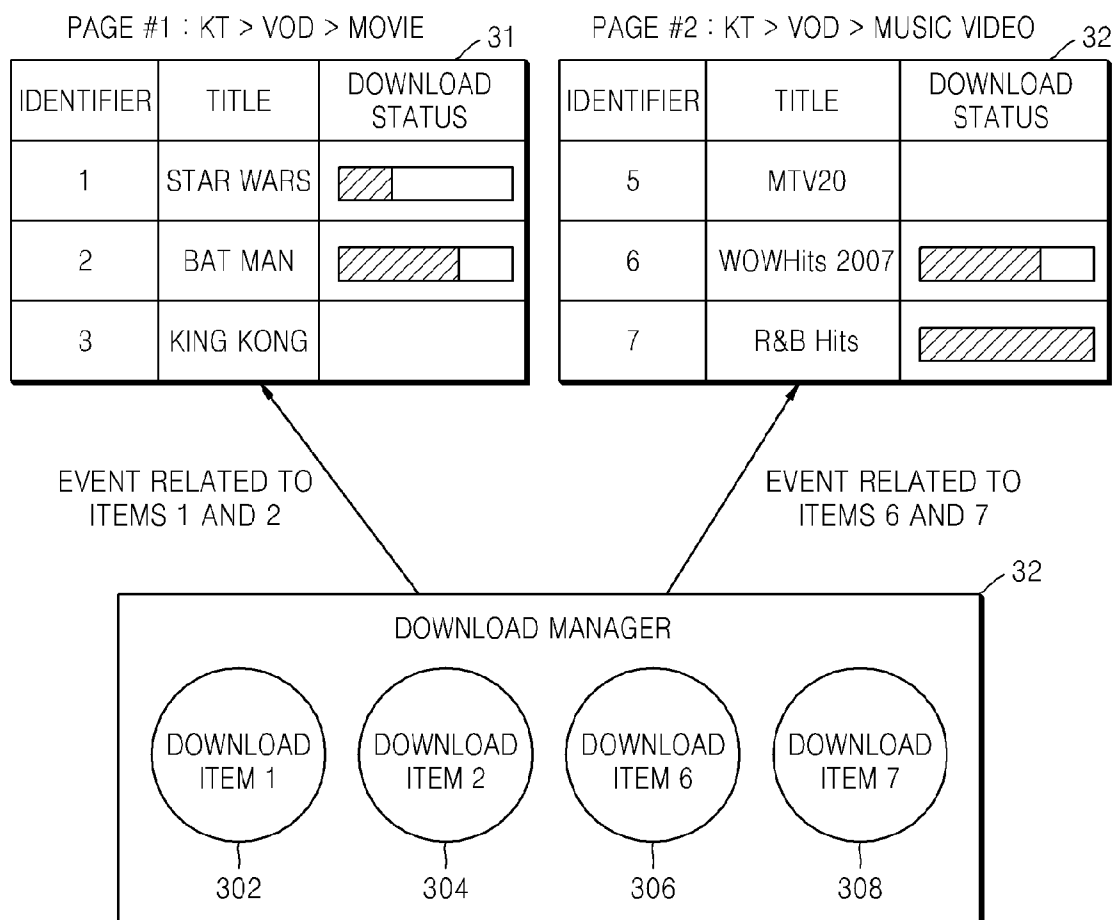 PAGE #1 : KT > VOD > MOVIE
31
IDENTIFIER TITLE DOWNLOAD STATUS
1 STAR WARS
2 BAT MAN
3 KING KONG
PAGE #2 : KT > VOD > MUSIC VIDEO
32
IDENTIFIER TITLE DOWNLOAD STATUS
5 MTV20
6 WOWHits 2007
7 R&B Hits
EVENT RELATED TO
ITEMS 1 AND 2
EVENT RELATED TO
ITEMS 6 AND 7
32
DOWNLOAD MANAGER
DOWNLOAD
ITEM 1
DOWNLOAD
ITEM 2
DOWNLOAD
ITEM 6
DOWNLOAD
ITEM 7
302
304
306
308